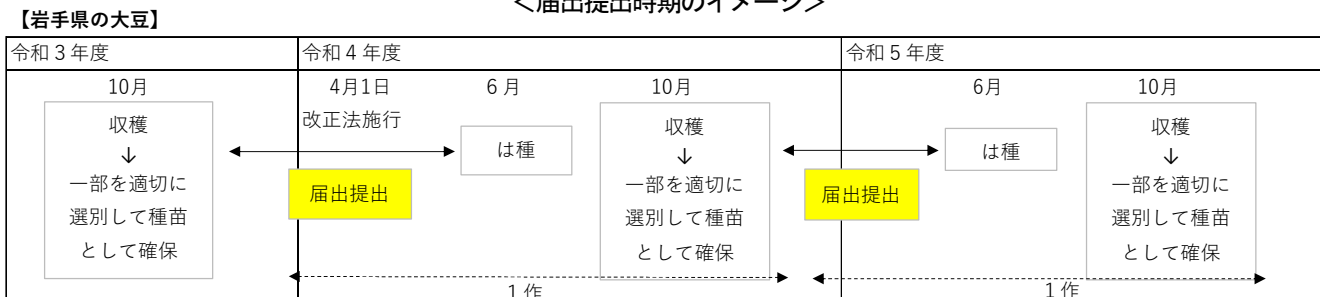 ＜届出提出時期のイメージ＞
【岩手県の大豆】
令和３年度
令和４年度
令和５年度
10月
4月1日
６月
10月
6月
10月
改正法施行
収穫
↓
一部を適切に
選別して種苗
として確保
届出提出
は種
収穫
↓
一部を適切に
選別して種苗
として確保
届出提出
は種
収穫
↓
一部を適切に
選別して種苗
として確保
１作
１作